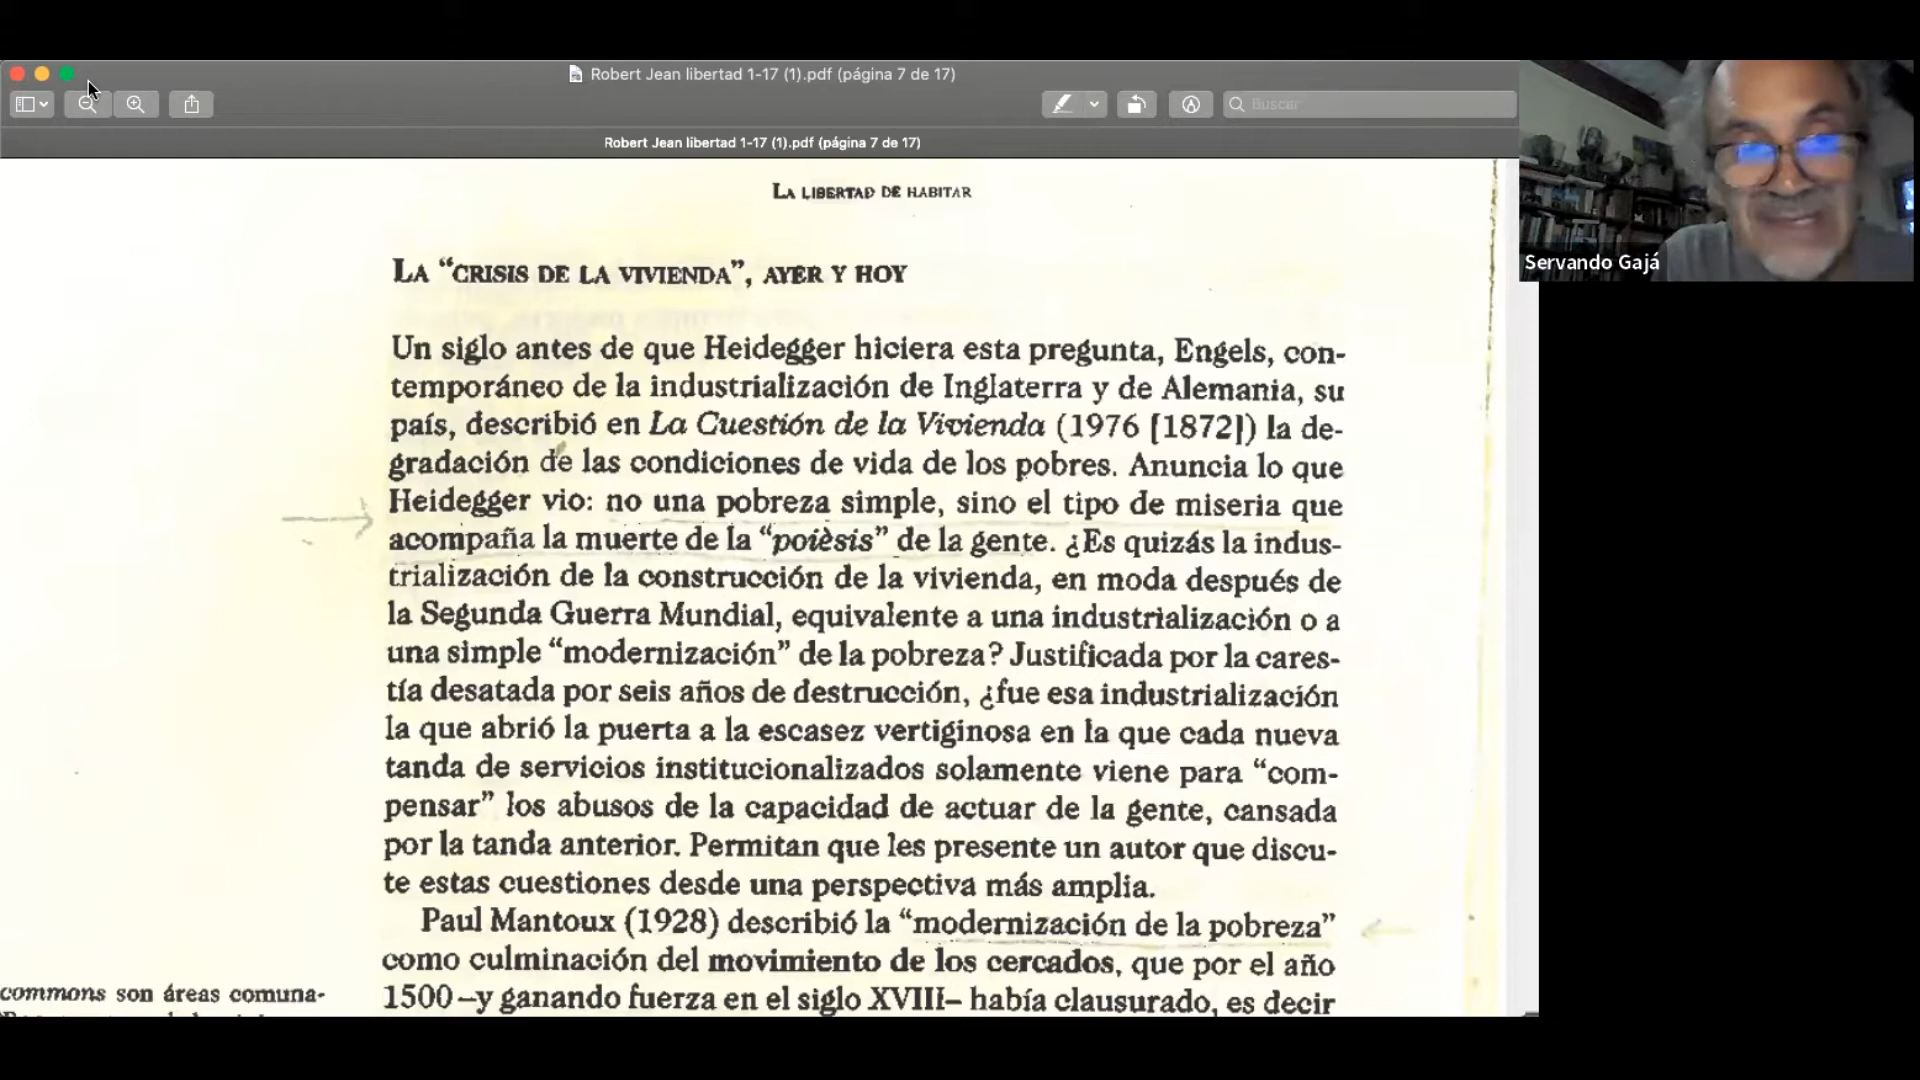 Robert Jean libertad 1-17 (1).pdf (página 7 de 17)
Buscar
Robert Jean libertad 1-17 (1).pdf (página 7 de 17)
Servando Gajá
LA LIBERTAD DE HABITAR
LA “CRISIS DE LA VIVIENDA”, AYER Y HOY
Un siglo antes de que Heidegger hiciera esta pregunta, Engels, con-
temporáneo de la industrialización de Inglaterra y de Alemania, su
país, describió en La Cuestión de la Vivienda (1976 [1872]) la de-
gradación de las condiciones de vida de los pobres. Anuncia lo que
Heidegger vio: no una pobreza simple, sino el tipo de miseria que
acompaña la muerte de la “poièsis” de la gente. ¿Es quizás la indus-
trialización de la construcción de la vivienda, en moda después de
la Segunda Guerra Mundial, equivalente a una industrialización o a
una simple “modernización” de la pobreza? Justificada por la cares-
tía desatada por seis años de destrucción, ¿fue esa industrialización
la que abrió la puerta a la escasez vertiginosa en la que cada nueva
tanda de servicios institucionalizados solamente viene para “com-
pensar” los abusos de la capacidad de actuar de la gente, cansada
por la tanda anterior. Permitan que les presente un autor que discu-
te estas cuestiones desde una perspectiva más amplia.
Paul Mantoux (1928) describió la “modernización de la pobreza”
como culminación del movimiento de los cercados, que por el año
1500 –y ganando fuerza en el siglo XVIII– había clausurado, es decir
commons son áreas comuna-